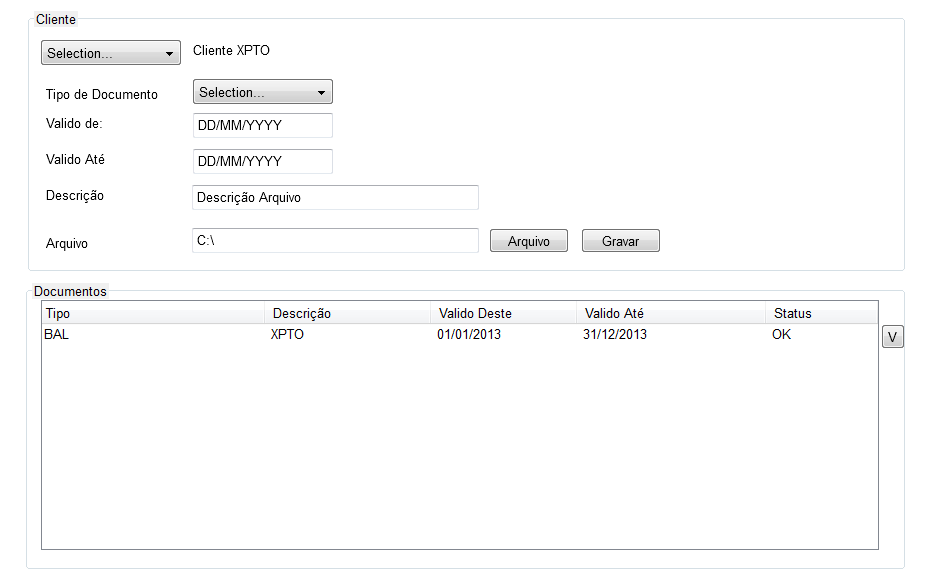 Cliente
Selection... Cliente XPTO
Tipo de Documento Selection...
Valido de: DD/MM/YYYY
Valido Até DD/MM/YYYY
Descrição Descrição Arquivo
Arquivo C:\ Arquivo Gravar
Documentos
Tipo Descrição Valido Deste Valido Até Status
BAL XPTO 01/01/2013 31/12/2013 OK V